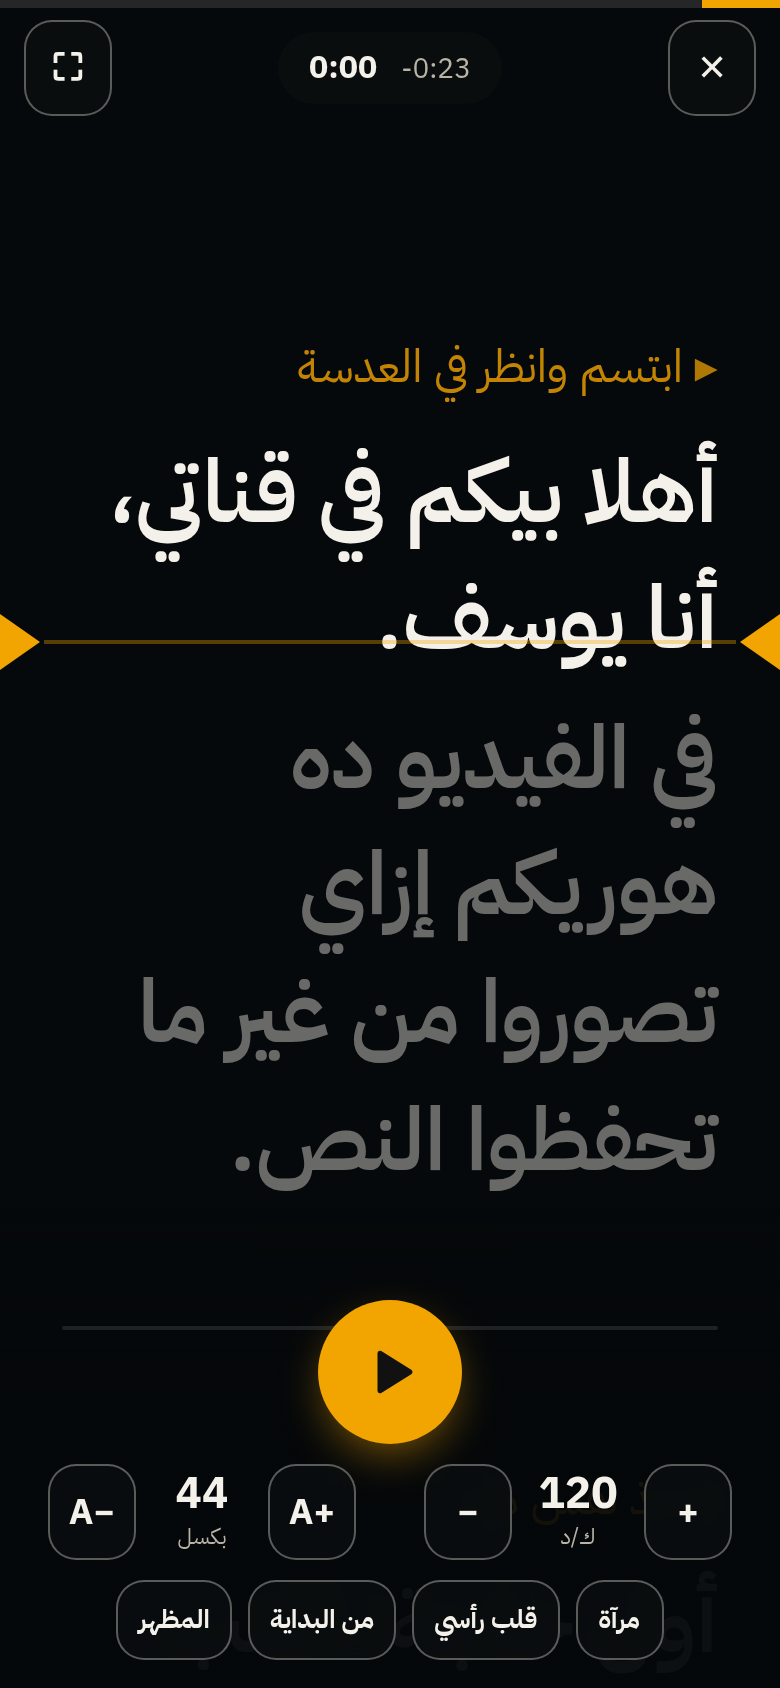 0:00 -0:23
▸ ابتسم وانظر في العدسة
أهلا بيكم في قناتي،
أنا يوسف.
في الفيديو ده
هوريكم إزاي
تصوروا من غير ما
تحفظوا النص.
A− 44 A+ − 120 +
بكسل ك/د
مرآة قلب رأسي من البداية المظهر